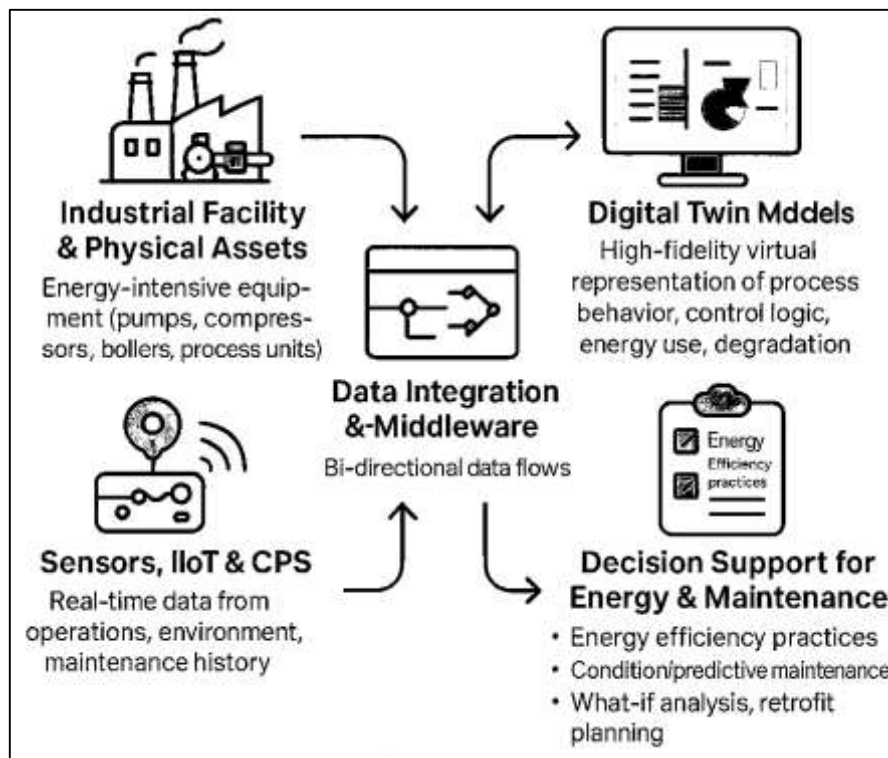 Industrial Facility
& Physical Assets
Energy-intensive equip-
ment (pumps, compres-
sors, bollers, process units)
Digital Twin Mddels
High-fidelity virtual
representation of process
behavior, control logic,
energy use, degradation
Data Integration
&-Middleware
Bi-directional data flows
Sensors, IIoT & CPS
Real-time data from
operations, environment,
maintenance history
Energy
Efficiency
practices
Decision Support for
Energy & Maintenance
• Energy efficiency practices
• Condition/predictive maintenance
• What-if analysis, retrofit
planning